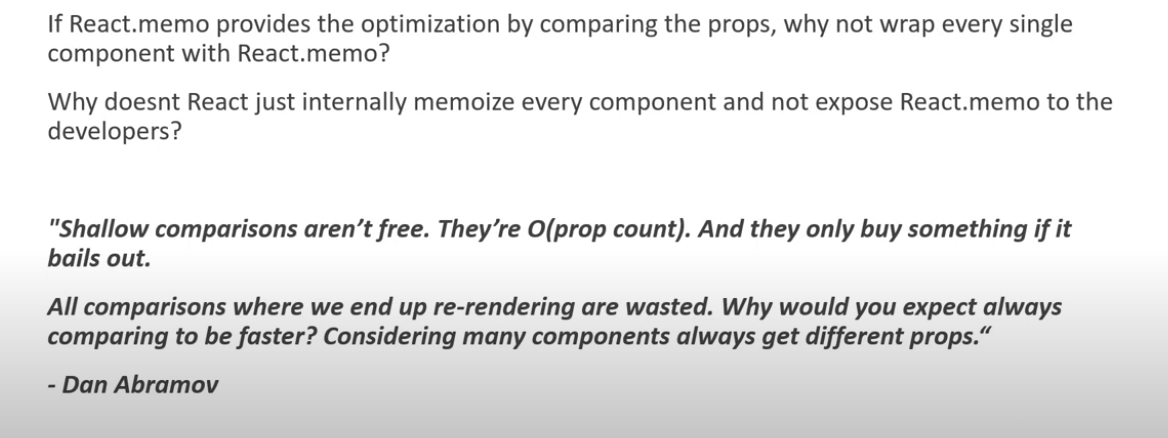 If React.memo provides the optimization by comparing the props, why not wrap every single
component with React.memo?
Why doesnt React just internally memoize every component and not expose React.memo to the
developers?
"Shallow comparisons aren’t free. They’re O(prop count). And they only buy something if it
bails out.
All comparisons where we end up re-rendering are wasted. Why would you expect always
comparing to be faster? Considering many components always get different props.“
- Dan Abramov